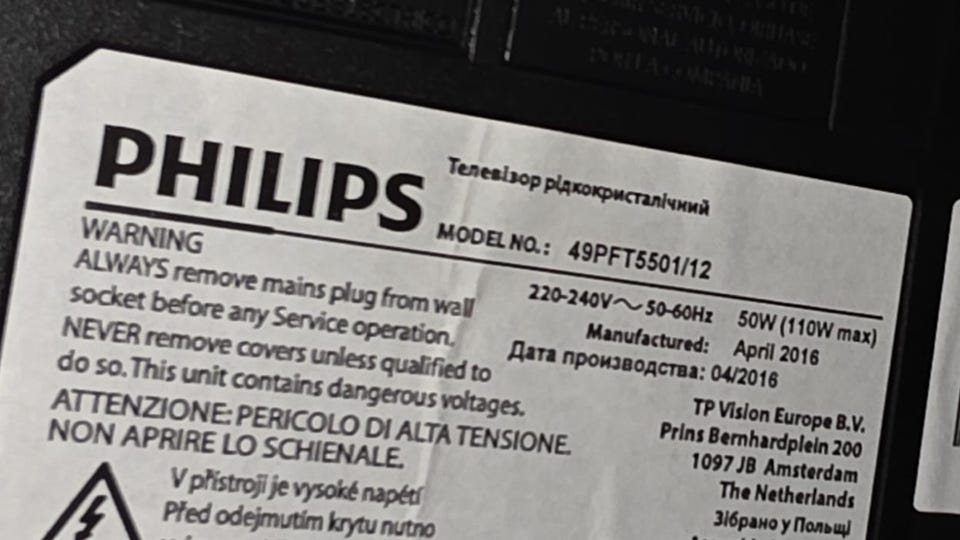 PHILIPS
Телевізор рідкокристалічний
MODEL NO.: 49PFT5501/12
WARNING
ALWAYS remove mains plug from wall
socket before any Service operation.
NEVER remove covers unless qualified to
do so. This unit contains dangerous voltages.
ATTENZIONE: PERICOLO DI ALTA TENSIONE.
NON APRIRE LO SCHIENALE.
V přístroji je vysoké napětí
Před odejmutím krytu nutno
220-240V～ 50-60Hz 50W (110W max)
Manufactured: April 2016
Дата производства: 04/2016
TP Vision Europe B.V.
Prins Bernhardplein 200
1097 JB Amsterdam
The Netherlands
Зібрано у Польщі